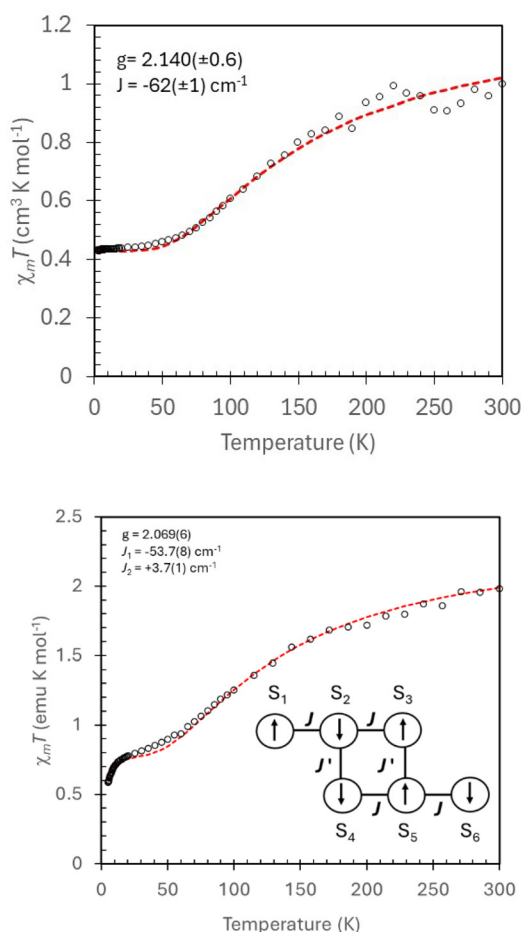 g= 2.140(±0.6)
J = -62(±1) cm⁻¹
1.2
1
0.8
0.6
0.4
0.2
0
χₘT (cm³ K mol⁻¹)
0 50 100 150 200 250 300
Temperature (K)
g = 2.069(6)
J₁ = -53.7(8) cm⁻¹
J₂ = +3.7(1) cm⁻¹
2.5
2
1.5
1
0.5
0
χₘT (emu K mol⁻¹)
S₁ S₂ S₃
J J
J' J'
J J
S₄ S₅ S₆
0 50 100 150 200 250 300
Temperature (K)